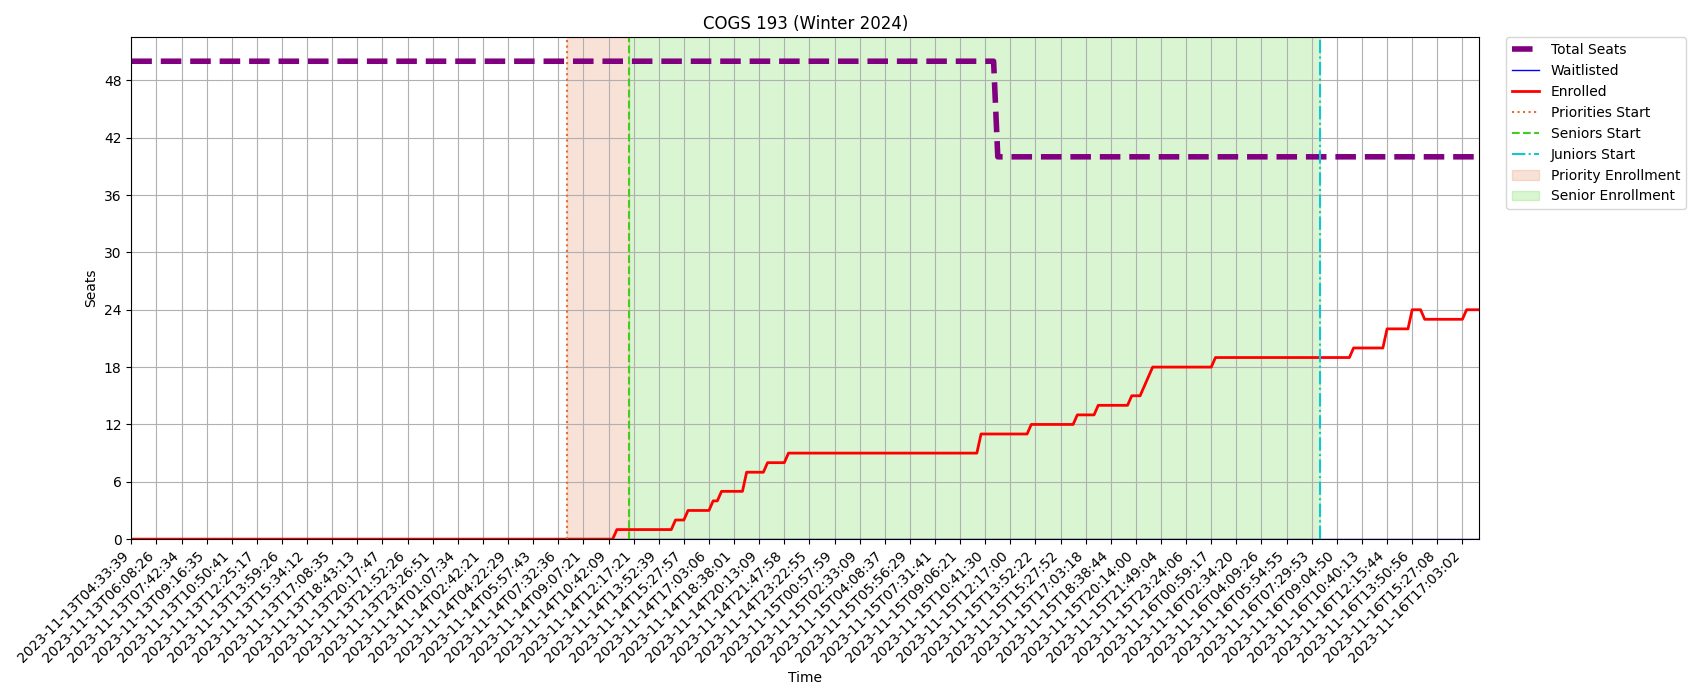 COGS 193 (Winter 2024)
Total Seats
Waitlisted
Enrolled
Priorities Start
Seniors Start
Juniors Start
Priority Enrollment
Senior Enrollment
Seats
48
42
36
30
24
18
12
6
0
2023-11-13T04:33:39
2023-11-13T06:08:26
2023-11-13T07:42:34
2023-11-13T09:16:35
2023-11-13T10:50:41
2023-11-13T12:25:17
2023-11-13T13:59:26
2023-11-13T15:34:12
2023-11-13T17:08:35
2023-11-13T18:43:13
2023-11-13T20:17:47
2023-11-13T21:52:26
2023-11-13T23:26:51
2023-11-14T01:07:34
2023-11-14T02:42:21
2023-11-14T04:22:29
2023-11-14T05:57:43
2023-11-14T07:32:36
2023-11-14T09:07:21
2023-11-14T10:42:09
2023-11-14T12:17:21
2023-11-14T13:52:39
2023-11-14T15:27:57
2023-11-14T17:03:06
2023-11-14T18:38:01
2023-11-14T20:13:09
2023-11-14T21:47:58
2023-11-14T23:22:55
2023-11-15T00:57:59
2023-11-15T02:33:09
2023-11-15T04:08:37
2023-11-15T05:56:29
2023-11-15T07:31:41
2023-11-15T09:06:21
2023-11-15T10:41:30
2023-11-15T12:17:00
2023-11-15T13:52:22
2023-11-15T15:27:52
2023-11-15T17:03:18
2023-11-15T18:38:44
2023-11-15T20:14:00
2023-11-15T21:49:04
2023-11-15T23:24:06
2023-11-16T00:59:17
2023-11-16T02:34:20
2023-11-16T04:09:26
2023-11-16T05:54:55
2023-11-16T07:29:53
2023-11-16T09:04:50
2023-11-16T10:40:13
2023-11-16T12:15:44
2023-11-16T13:50:56
2023-11-16T15:27:08
2023-11-16T17:03:02
Time